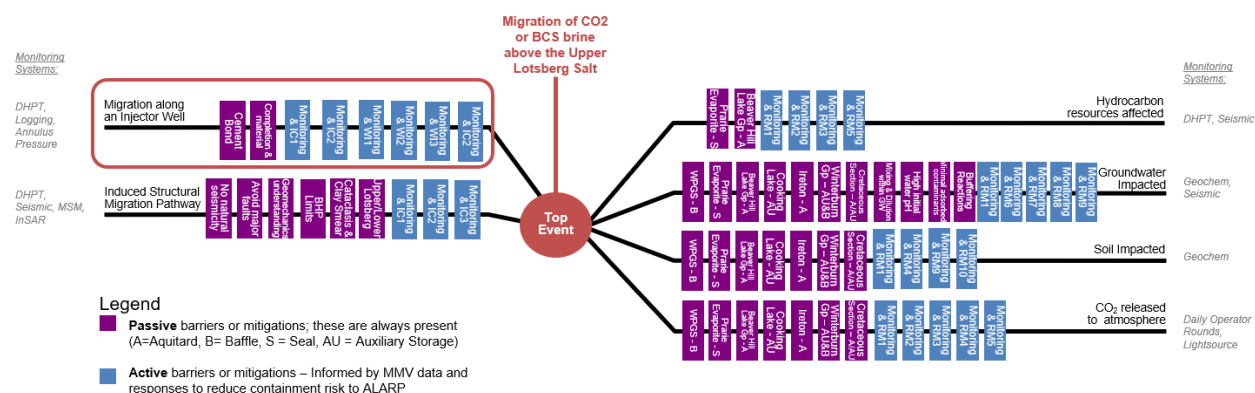 Migration of CO2
or BCS brine
above the Upper
Lotsberg Salt
Monitoring
Systems:
DHPT,
Logging,
Annulus
Pressure
Migration along
an Injector Well
Cement
Bond
Completion &
material
Monitoring
& IC1
Monitoring
& IC2
Monitoring
& WI1
Monitoring
& WI2
Monitoring
& WI3
Monitoring
& IC2
DHPT,
Seismic, MSM,
InSAR
Induced Structural
Migration Pathway
No natural
seismicity
Avoid major
faults
Geomechanics
understanding
BHP
Limits
Cataclasis &
Clay Smear
Upper/Lower
Lotsberg
Monitoring
& IC1
Monitoring
& IC2
Monitoring
& IC3
Top
Event
Prarie
Evaporite - S
Beaver Hill
Lake Gp - A
Monitoring
& RM1
Monitoring
& RM2
Monitoring
& RM3
Monitoring
& RM5
Hydrocarbon
resources affected
Monitoring
Systems:
DHPT, Seismic
WPGS - B
Prarie
Evaporite - S
Beaver Hill
Lake Gp - A
Cooking
Lake - AU
Ireton - A
Winterburn
Gp – AU&B
Cretaceous
Section – A/AU
Mixing & Dilution
within GW
High initial
water pH
Minimal adsorbed
contaminants
Buffering
Reactions
Monitoring
& RM1
Monitoring
& RM6
Monitoring
& RM7
Monitoring
& RM8
Monitoring
& RM9
Groundwater
Impacted
Geochem,
Seismic
WPGS - B
Prarie
Evaporite - S
Beaver Hill
Lake Gp - A
Cooking
Lake - AU
Ireton - A
Winterburn
Gp – AU&B
Cretaceous
Section – A/AU
Monitoring
& RM1
Monitoring
& RM4
Monitoring
& RM9
Monitoring
& RM10
Soil Impacted
Geochem
WPGS - B
Prarie
Evaporite - S
Beaver Hill
Lake Gp - A
Cooking
Lake - AU
Ireton - A
Winterburn
Gp – AU&B
Cretaceous
Section – A/AU
Monitoring
& RM1
Monitoring
& RM2
Monitoring
& RM3
Monitoring
& RM4
Monitoring
& RM5
CO₂ released
to atmosphere
Daily Operator
Rounds,
Lightsource
Legend
Passive barriers or mitigations; these are always present
(A=Aquitard, B= Baffle, S = Seal, AU = Auxiliary Storage)
Active barriers or mitigations – Informed by MMV data and
responses to reduce containment risk to ALARP